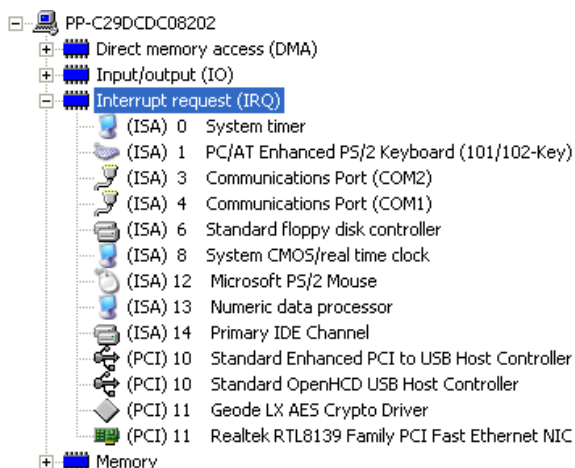 PP-C29DCDC08202
Direct memory access (DMA)
Input/output (IO)
Interrupt request (IRQ)
(ISA) 0 System timer
(ISA) 1 PC/AT Enhanced PS/2 Keyboard (101/102-Key)
(ISA) 3 Communications Port (COM2)
(ISA) 4 Communications Port (COM1)
(ISA) 6 Standard floppy disk controller
(ISA) 8 System CMOS/real time clock
(ISA) 12 Microsoft PS/2 Mouse
(ISA) 13 Numeric data processor
(ISA) 14 Primary IDE Channel
(PCI) 10 Standard Enhanced PCI to USB Host Controller
(PCI) 10 Standard OpenHCD USB Host Controller
(PCI) 11 Geode LX AES Crypto Driver
(PCI) 11 Realtek RTL8139 Family PCI Fast Ethernet NIC
Memory